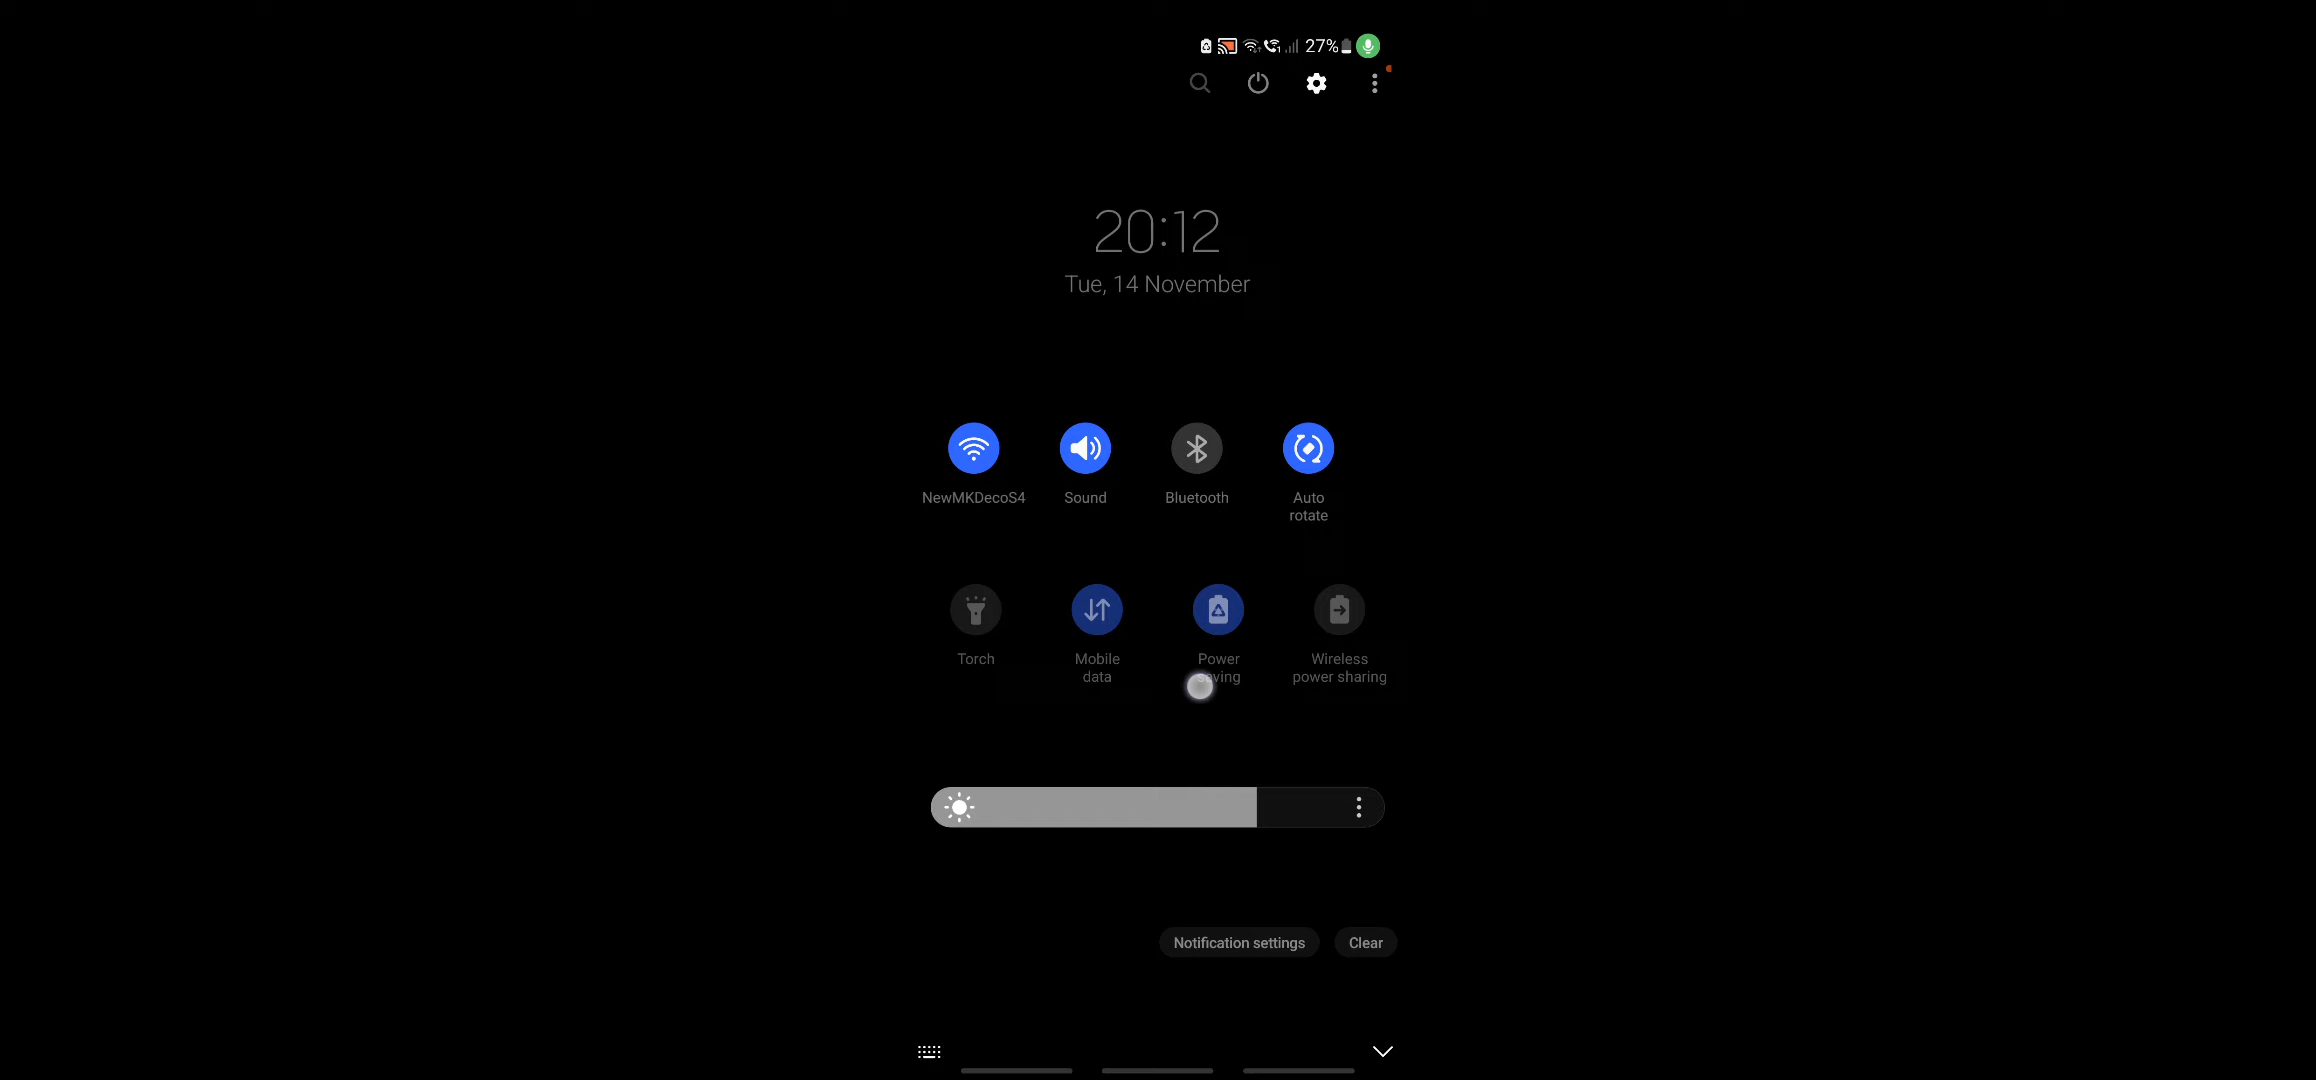 27%
20:12
Tue, 14 November
NewMKDecoS4
Sound
Bluetooth
Auto
rotate
Torch
Mobile
data
Power
saving
Wireless
power sharing
Notification settings
Clear